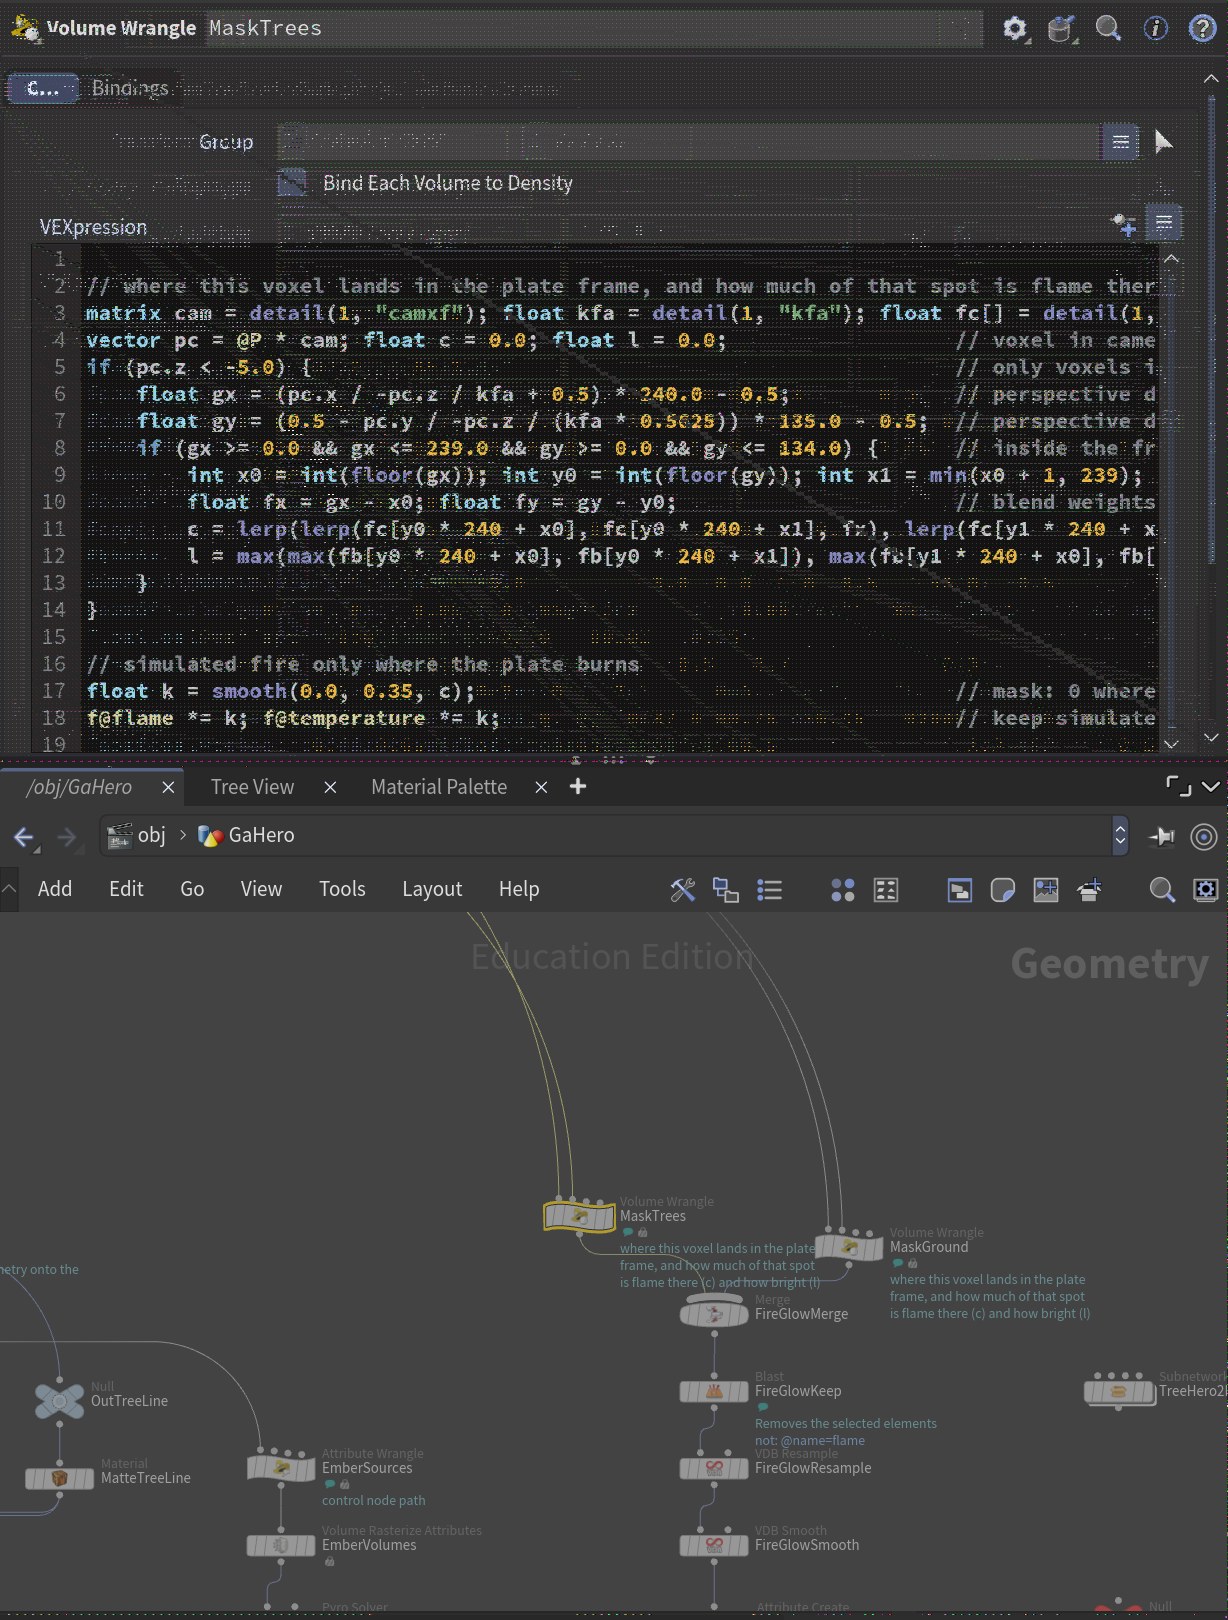 Volume Wrangle MaskTrees
C... Bindings
Group
Bind Each Volume to Density
VEXpression
1
2 // where this voxel lands in the plate frame, and how much of that spot is flame ther
3 matrix cam = detail(1, "camxf"); float kfa = detail(1, "kfa"); float fc[] = detail(1,
4 vector pc = @P * cam; float c = 0.0; float l = 0.0; // voxel in came
5 if (pc.z < -5.0) { // only voxels i
6 float gx = (pc.x / -pc.z / kfa + 0.5) * 240.0 - 0.5; // perspective d
7 float gy = (0.5 - pc.y / -pc.z / (kfa * 0.5625)) * 135.0 - 0.5; // perspective d
8 if (gx >= 0.0 && gx <= 239.0 && gy >= 0.0 && gy <= 134.0) { // inside the fr
9 int x0 = int(floor(gx)); int y0 = int(floor(gy)); int x1 = min(x0 + 1, 239);
10 float fx = gx - x0; float fy = gy - y0; // blend weights
11 c = lerp(lerp(fc[y0 * 240 + x0], fc[y0 * 240 + x1], fx), lerp(fc[y1 * 240 + x
12 l = max(max(fb[y0 * 240 + x0], fb[y0 * 240 + x1]), max(fb[y1 * 240 + x0], fb[
13 }
14 }
15
16 // simulated fire only where the plate burns
17 float k = smooth(0.0, 0.35, c); // mask: 0 where
18 f@flame *= k; f@temperature *= k; // keep simulate
19
/obj/GaHero Tree View Material Palette
obj GaHero
Add Edit Go View Tools Layout Help
Education Edition
Geometry
Volume Wrangle
MaskTrees
where this voxel lands in the plate
frame, and how much of that spot
is flame there (c) and how bright (l)
Volume Wrangle
MaskGround
where this voxel lands in the plate
frame, and how much of that spot
is flame there (c) and how bright (l)
etry onto the
Merge
FireGlowMerge
Null
OutTreeLine
Blast
FireGlowKeep
Removes the selected elements
not: @name=flame
Subnetwork
TreeHero2
Material
MatteTreeLine
Attribute Wrangle
EmberSources
control node path
VDB Resample
FireGlowResample
Volume Rasterize Attributes
EmberVolumes
VDB Smooth
FireGlowSmooth
Pyro Solver
Attribute Create
Null